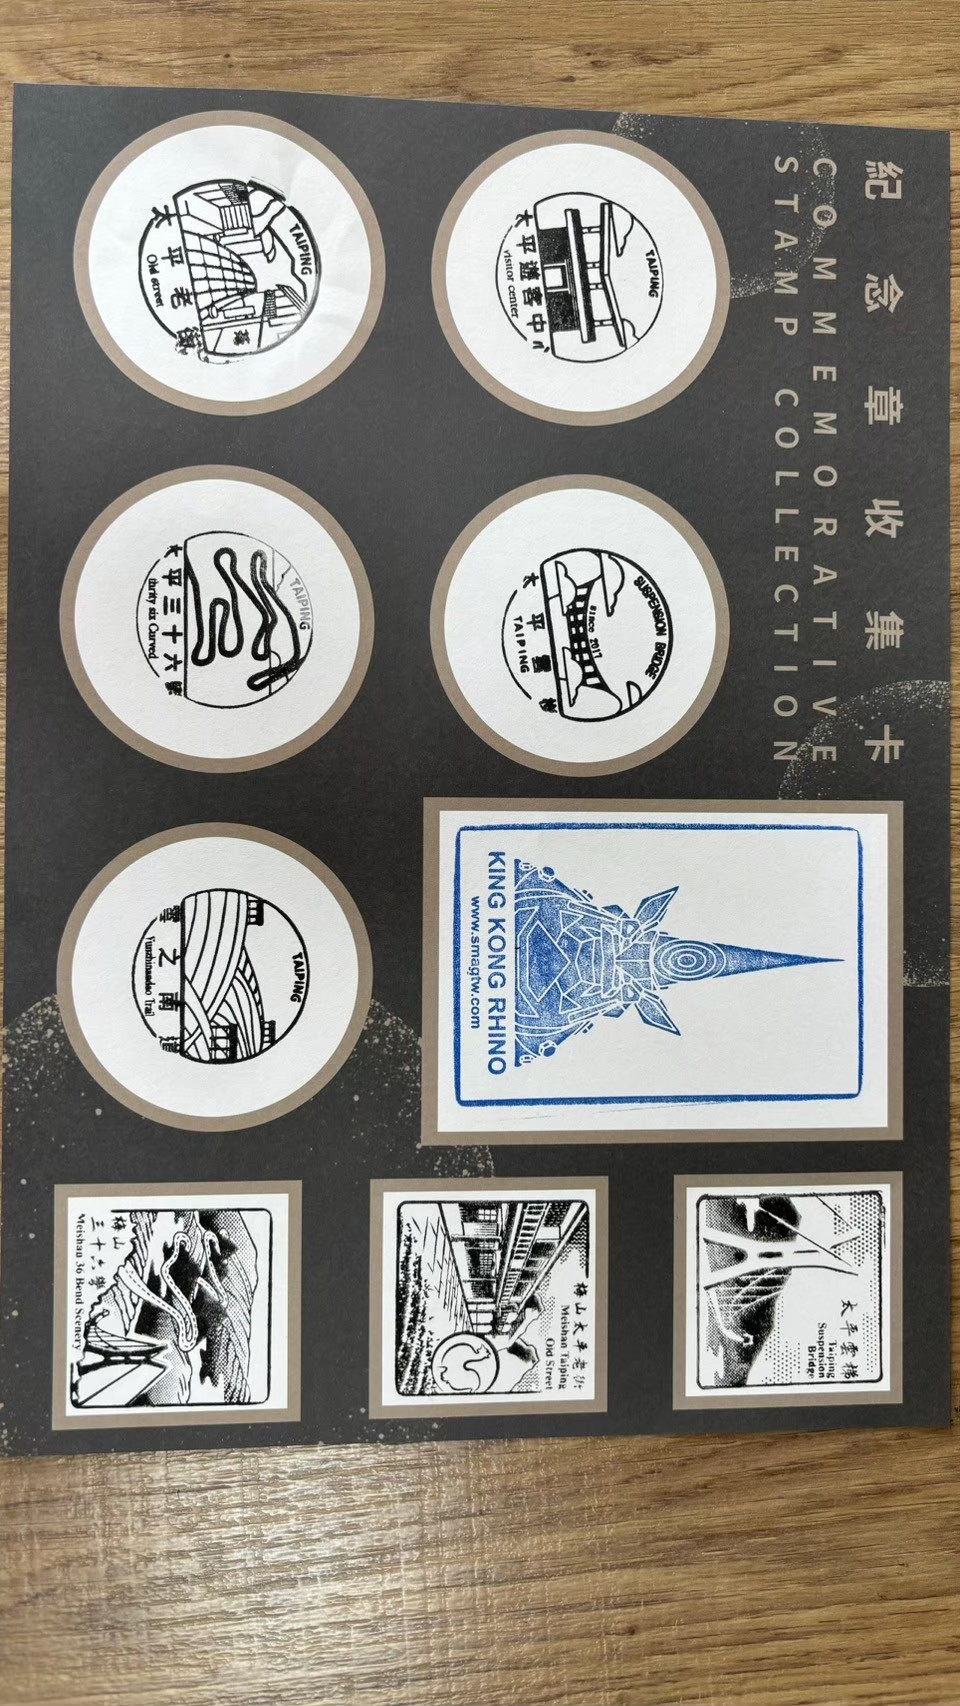 紀念章收集卡
COMMEMORATIVE
STAMP COLLECTION
TAIPING
太平遊客中心
visitor center
SUSPENSION BRIDGE
since 2017
太平雲梯
TAIPING
TAIPING
太平老街
Old street
TAIPING
太平三十六彎
thrity six Curved
TAIPING
雲之南道
Yunzhinandao Trail
KING KONG RHINO
www.smagtw.com
太平雲梯
Taiping
Suspension
Bridge
梅山太平老街
Meishan Taiping
Old Street
梅山
三十六彎
Meishan 36 Bend Scenery